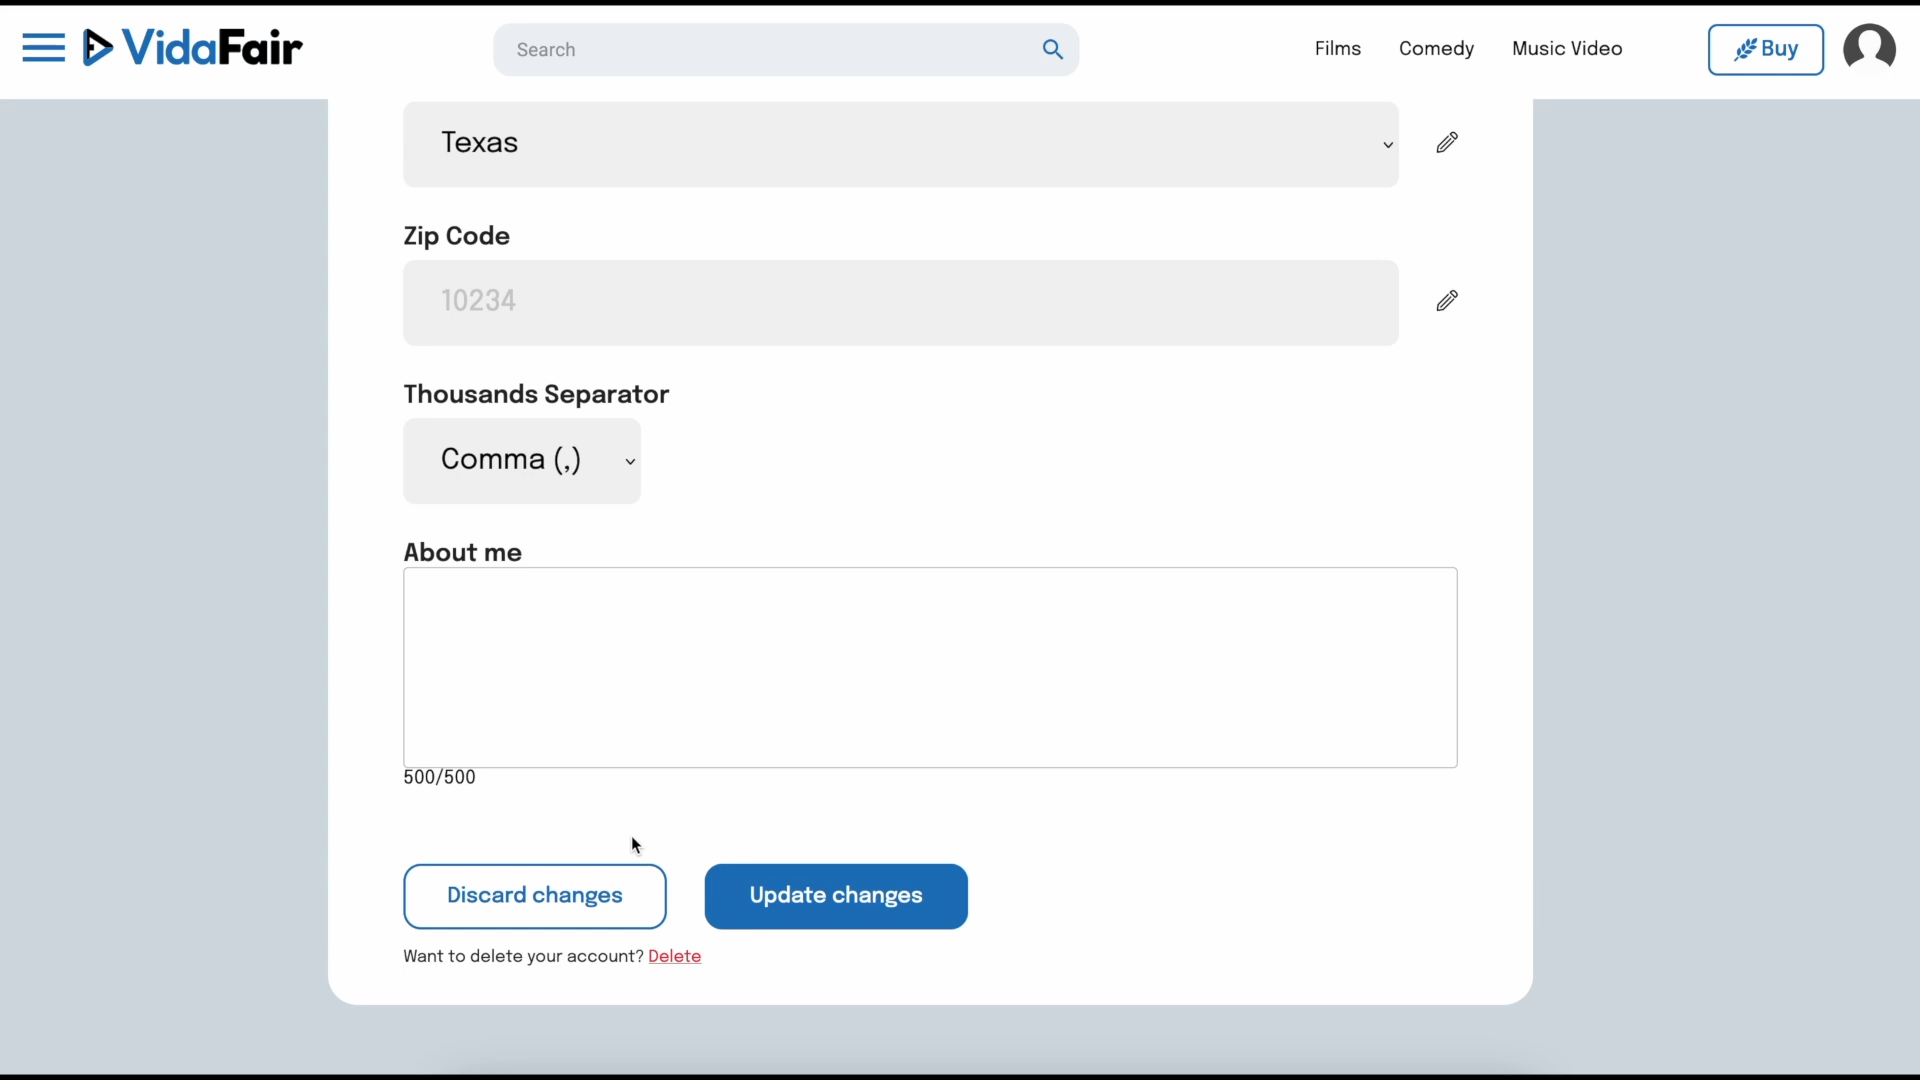 VidaFair
Search
Films
Comedy
Music Video
Buy
Texas
Zip Code
10234
Thousands Separator
Comma (,)
About me
500/500
Discard changes
Update changes
Want to delete your account? Delete